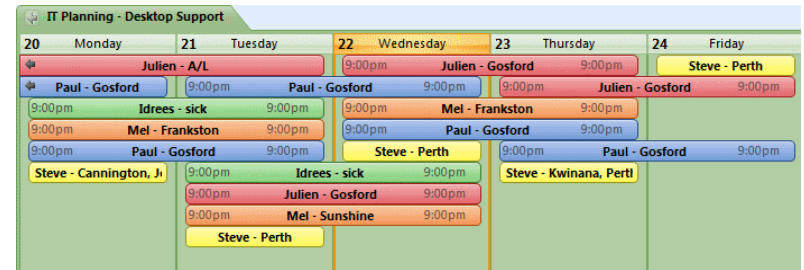 IT Planning - Desktop Support
20 Monday 21 Tuesday 22 Wednesday 23 Thursday 24 Friday
Julien - A/L 9:00pm Julien - Gosford 9:00pm Steve - Perth
Paul - Gosford 9:00pm Paul - Gosford 9:00pm 9:00pm Julien - Gosford 9:00pm
9:00pm Idrees - sick 9:00pm 9:00pm Mel - Frankston 9:00pm
9:00pm Mel - Frankston 9:00pm 9:00pm Paul - Gosford 9:00pm
9:00pm Paul - Gosford 9:00pm Steve - Perth 9:00pm Paul - Gosford 9:00pm
Steve - Cannington, 9:00pm Idrees - sick 9:00pm Steve - Kwinana,
9:00pm Julien - Gosford 9:00pm
9:00pm Mel - Sunshine 9:00pm
Steve - Perth